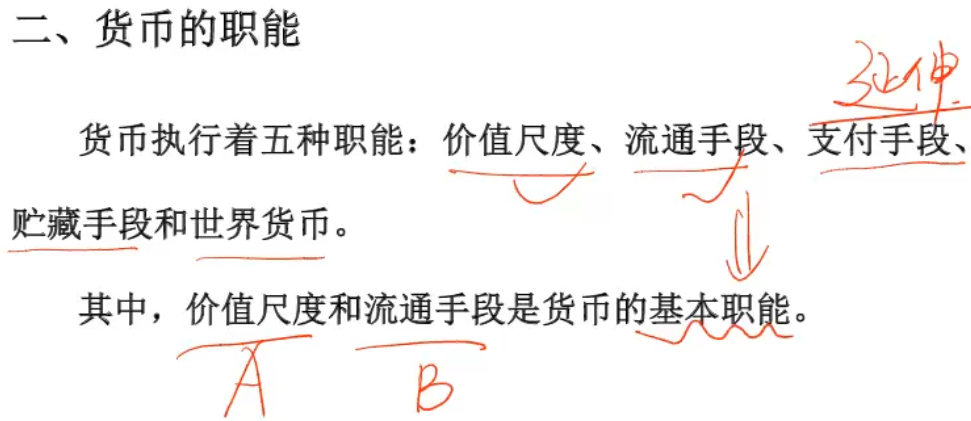 二、货币的职能
延伸
货币执行着五种职能：价值尺度、流通手段、支付手段、
贮藏手段和世界货币。
其中，价值尺度和流通手段是货币的基本职能。
A B